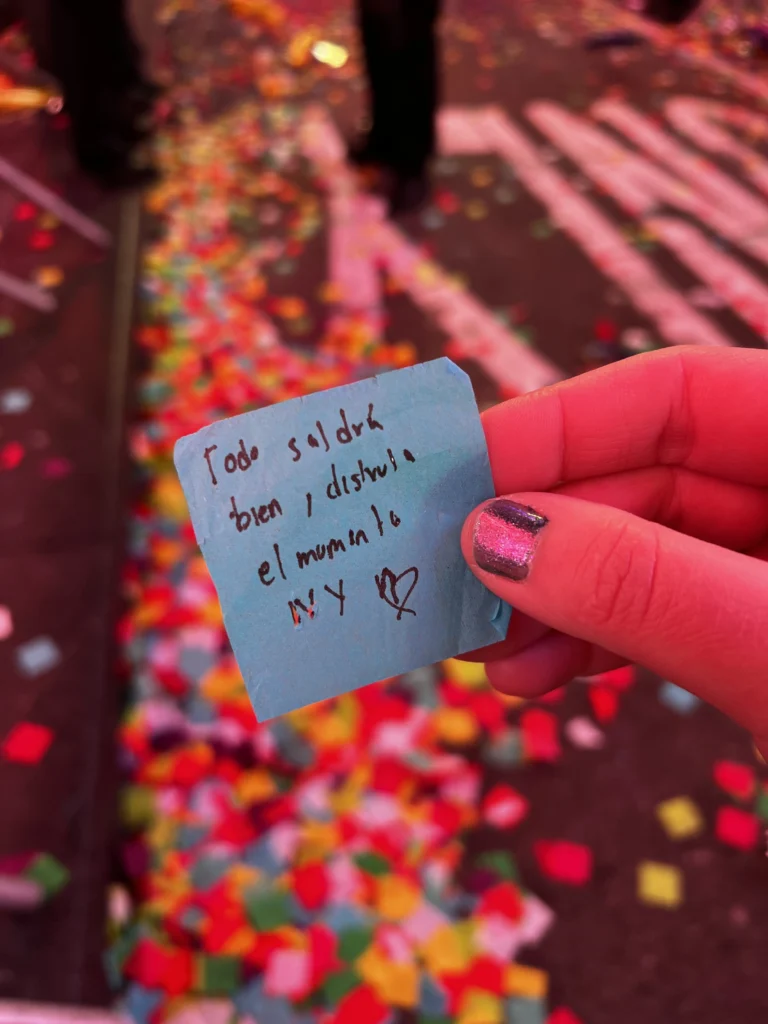 Todo saldrá
bien, disfruta
el momento
NY